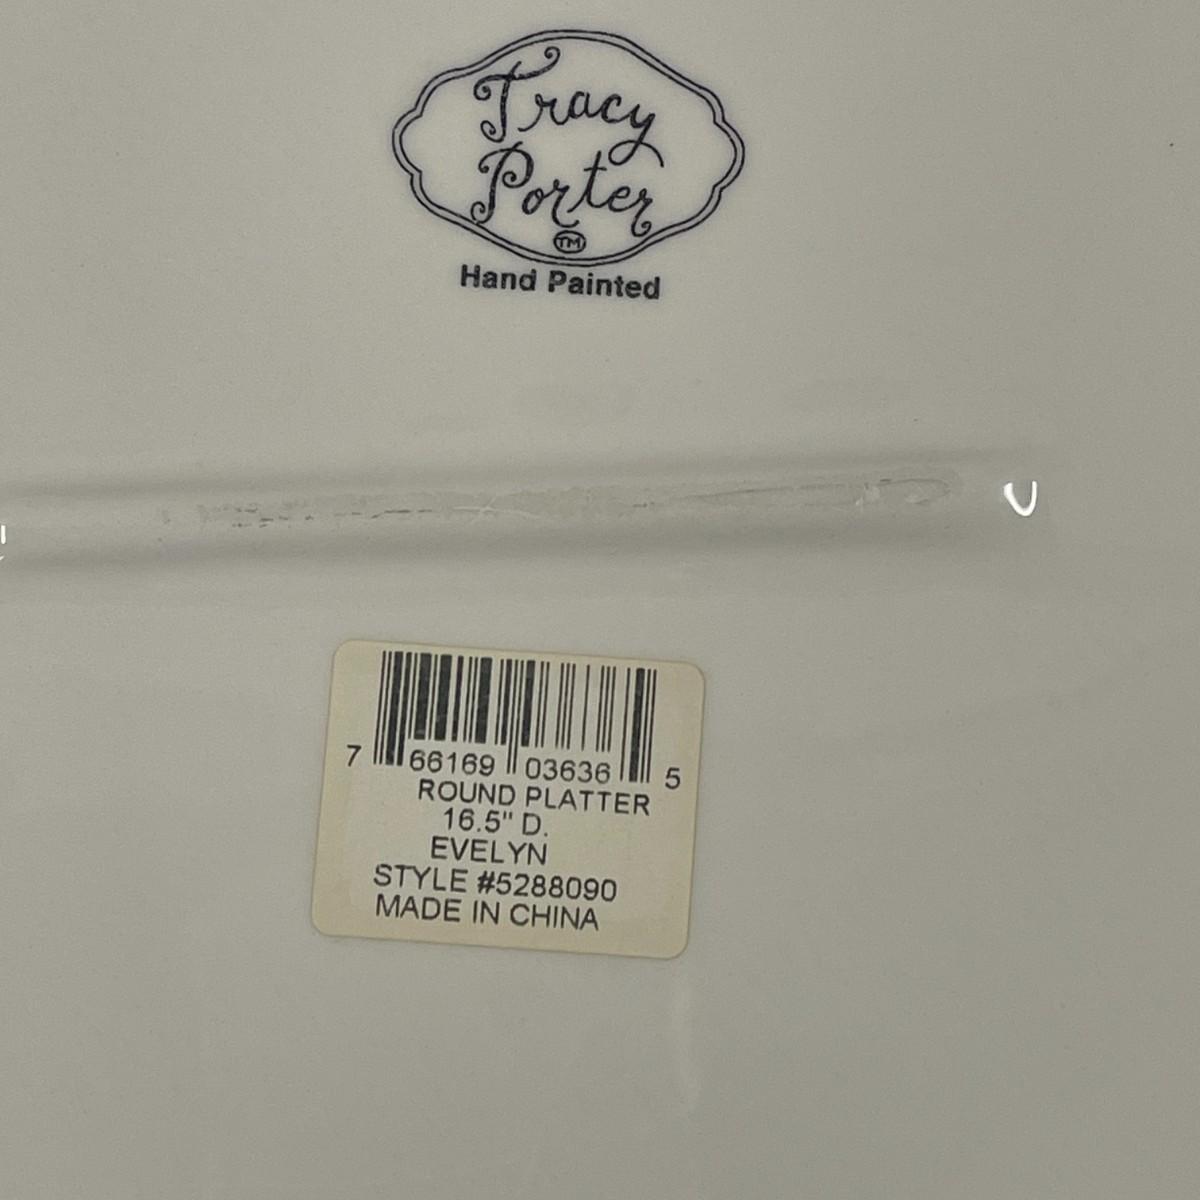 Tracy
Porter
TM
Hand Painted
7 66169 03636 5
ROUND PLATTER
16.5" D.
EVELYN
STYLE #5288090
MADE IN CHINA